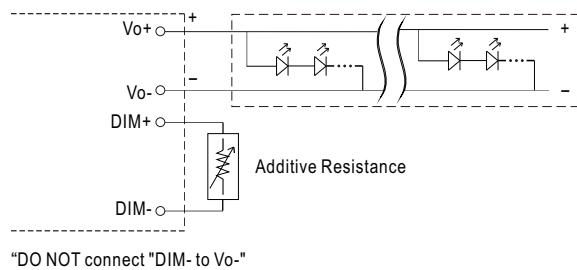 Vo+
+
+
Vo-
–
–
DIM+
Additive Resistance
DIM-
“DO NOT connect "DIM- to Vo-"